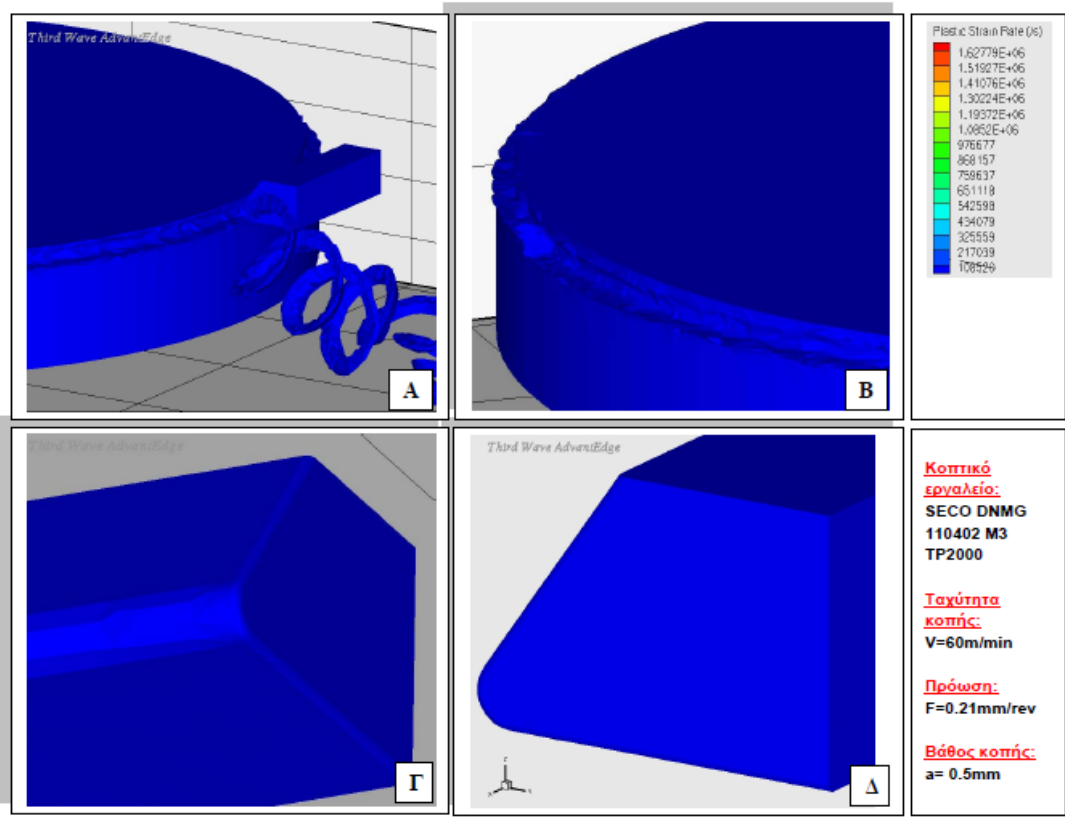 Third Wave AdvantEdge
A
B
Plastic Strain Rate (/s)
1.62779E+06
1.51927E+06
1.41076E+06
1.30224E+06
1.19372E+06
1.0852E+06
976677
868157
759637
651118
542598
434079
325559
217039
108520
Third Wave AdvantEdge
Γ
Third Wave AdvantEdge
Δ
Κοπτικό
εργαλείο:
SECO DNMG
110402 M3
TP2000
Ταχύτητα
κοπής:
V=60m/min
Πρόωση:
F=0.21mm/rev
Βάθος κοπής:
a= 0.5mm